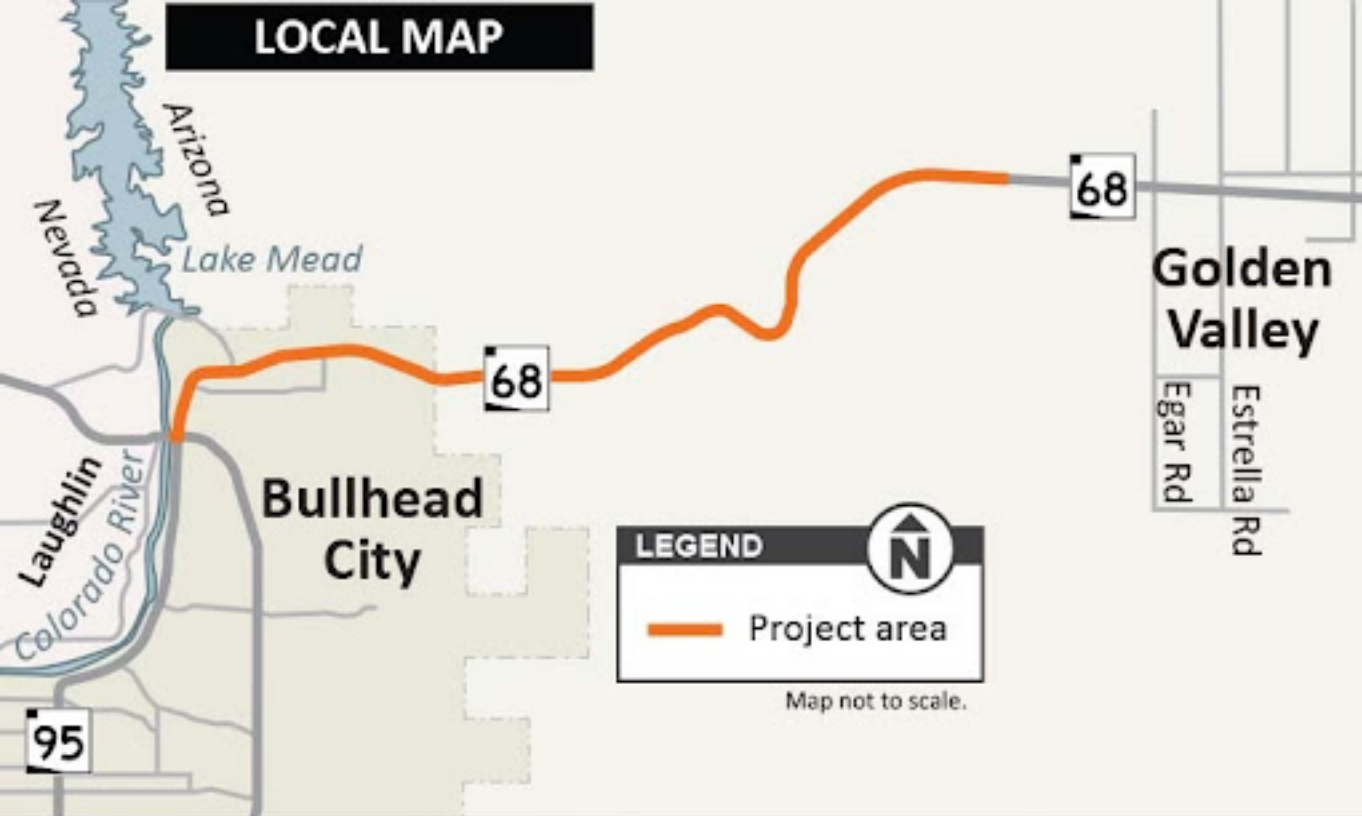 LOCAL MAP
Arizona
Nevada
Lake Mead
68
Golden
Valley
68
Egar Rd
Estrella Rd
Laughlin
Colorado River
Bullhead
City
LEGEND
N
Project area
Map not to scale.
95